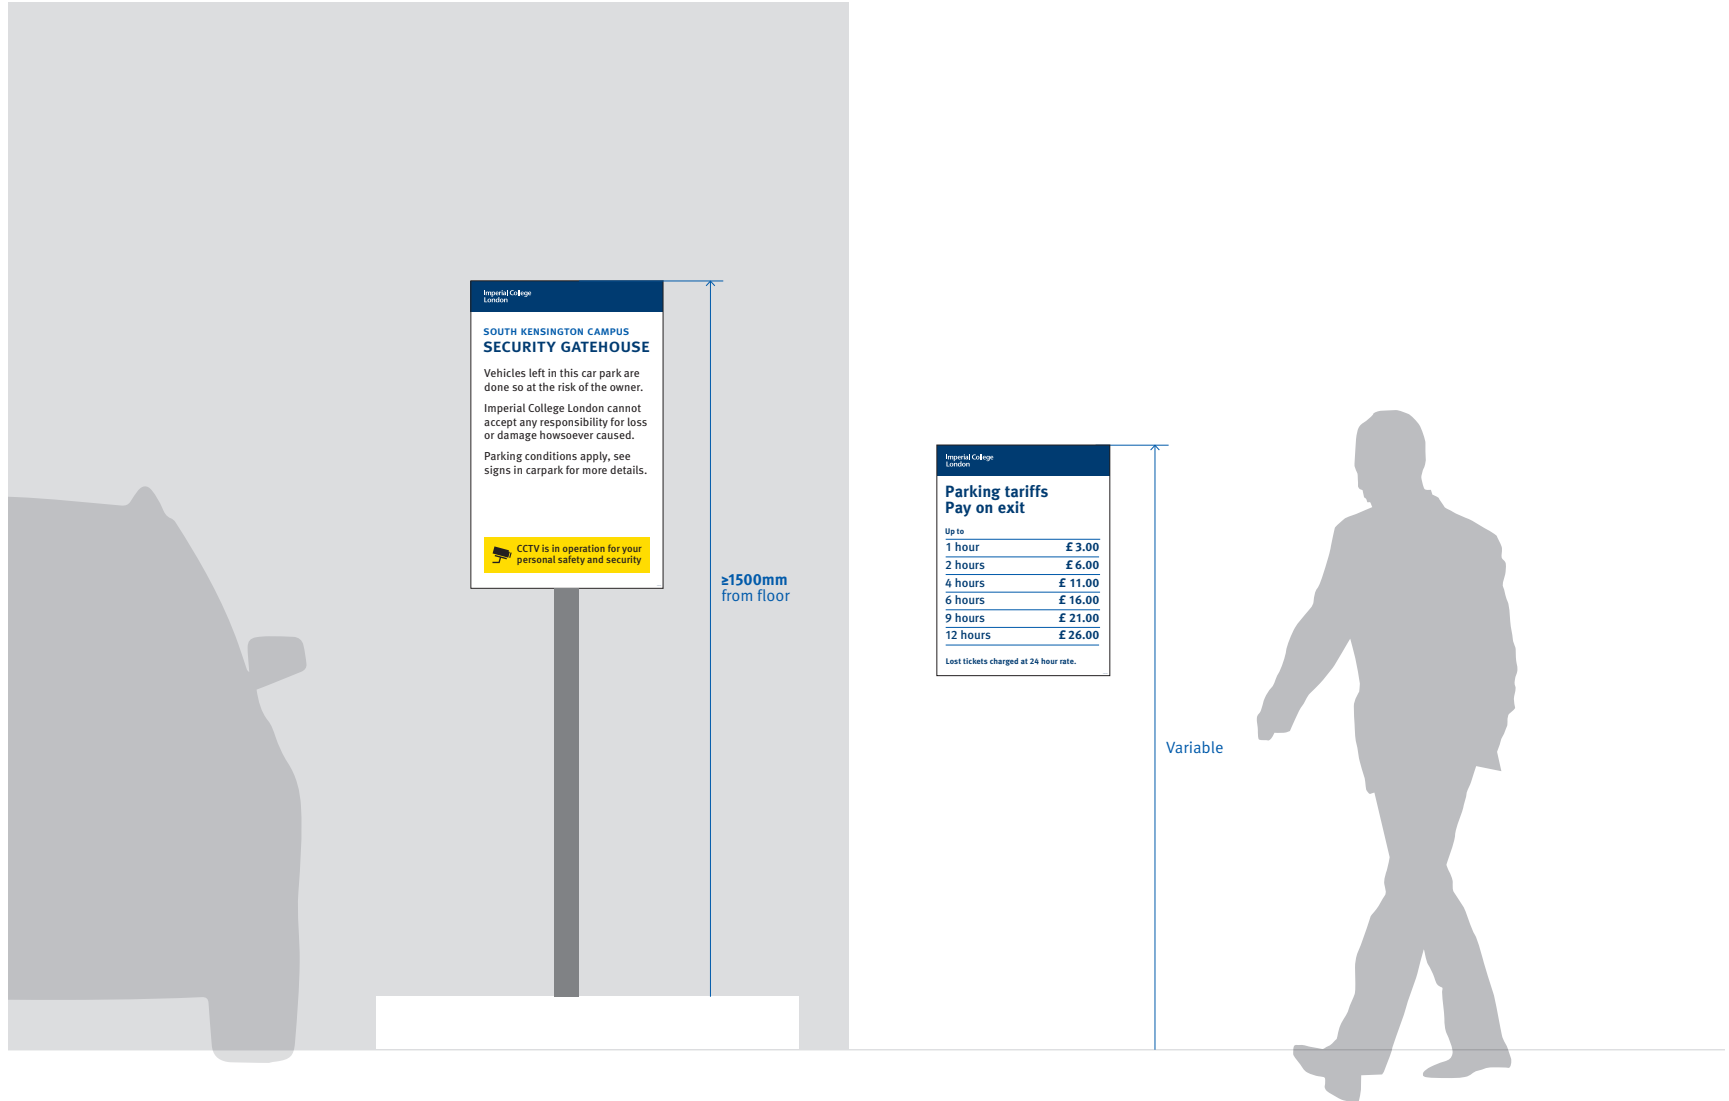 Imperial College
London
SOUTH KENSINGTON CAMPUS
SECURITY GATEHOUSE
Vehicles left in this car park are
done so at the risk of the owner.
Imperial College London cannot
accept any responsibility for loss
or damage howsoever caused.
Parking conditions apply, see
signs in carpark for more details.
CCTV is in operation for your
personal safety and security
≥1500mm
from floor
Imperial College
London
Parking tariffs
Pay on exit
Up to
1 hour £ 3.00
2 hours £ 6.00
4 hours £ 11.00
6 hours £ 16.00
9 hours £ 21.00
12 hours £ 26.00
Lost tickets charged at 24 hour rate.
Variable